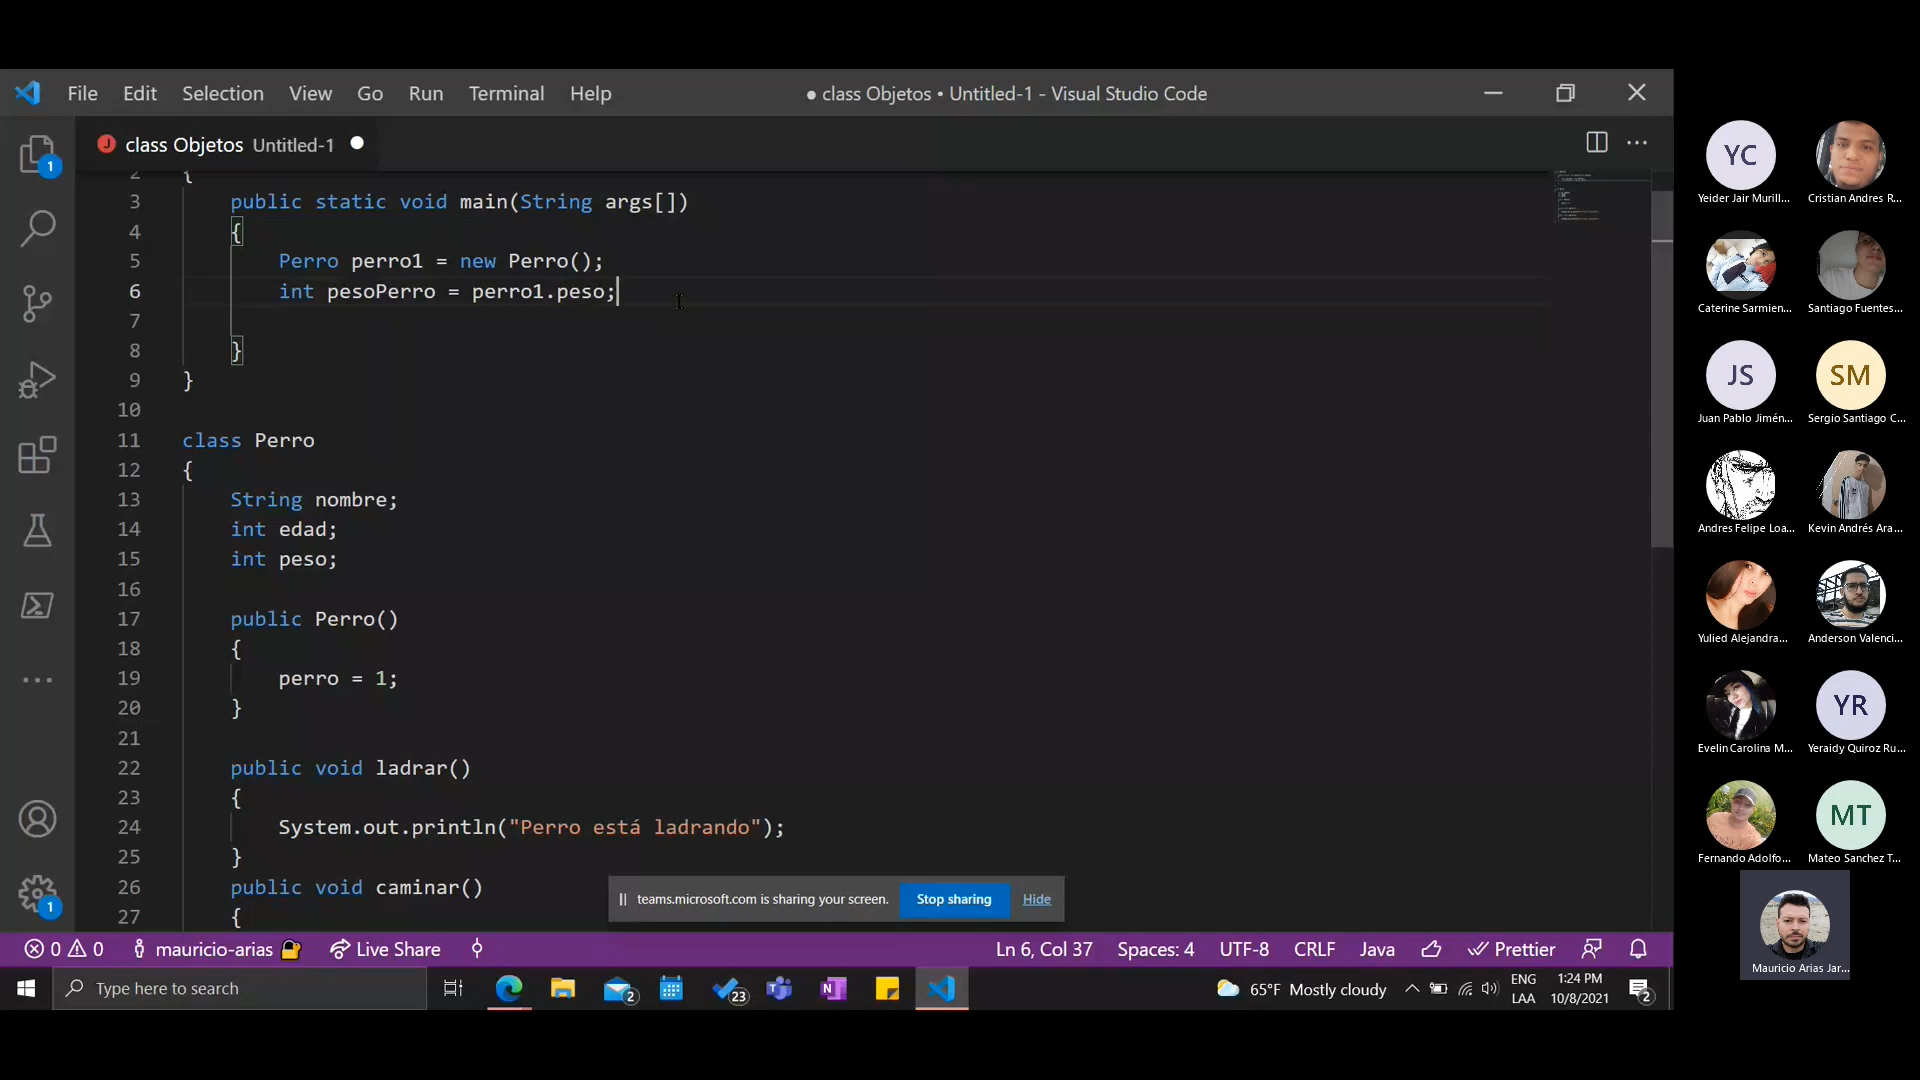 File Edit Selection View Go Run Terminal Help
● class Objetos • Untitled-1 - Visual Studio Code
class Objetos Untitled-1
2 {
3 public static void main(String args[])
4 {
5 Perro perro1 = new Perro();
6 int pesoPerro = perro1.peso;
7
8 }
9 }
10
11 class Perro
12 {
13 String nombre;
14 int edad;
15 int peso;
16
17 public Perro()
18 {
19 perro = 1;
20 }
21
22 public void ladrar()
23 {
24 System.out.println("Perro está ladrando");
25 }
26 public void caminar()
27 {
1
1
teams.microsoft.com is sharing your screen. Stop sharing Hide
0 0 mauricio-arias Live Share Ln 6, Col 37 Spaces: 4 UTF-8 CRLF Java Prettier
Type here to search 2 23 65°F Mostly cloudy ENG LAA 1:24 PM 10/8/2021 2
YC
Yeider Jair Murill... Cristian Andres R...
Caterine Sarmien... Santiago Fuentes...
JS SM
Juan Pablo Jimén... Sergio Santiago C...
Andres Felipe Loa... Kevin Andrés Ara...
Yulied Alejandra... Anderson Valenci...
YR
Evelin Carolina M... Yeraidy Quiroz Ru...
MT
Fernando Adolfo... Mateo Sanchez T...
Mauricio Arias Jar...